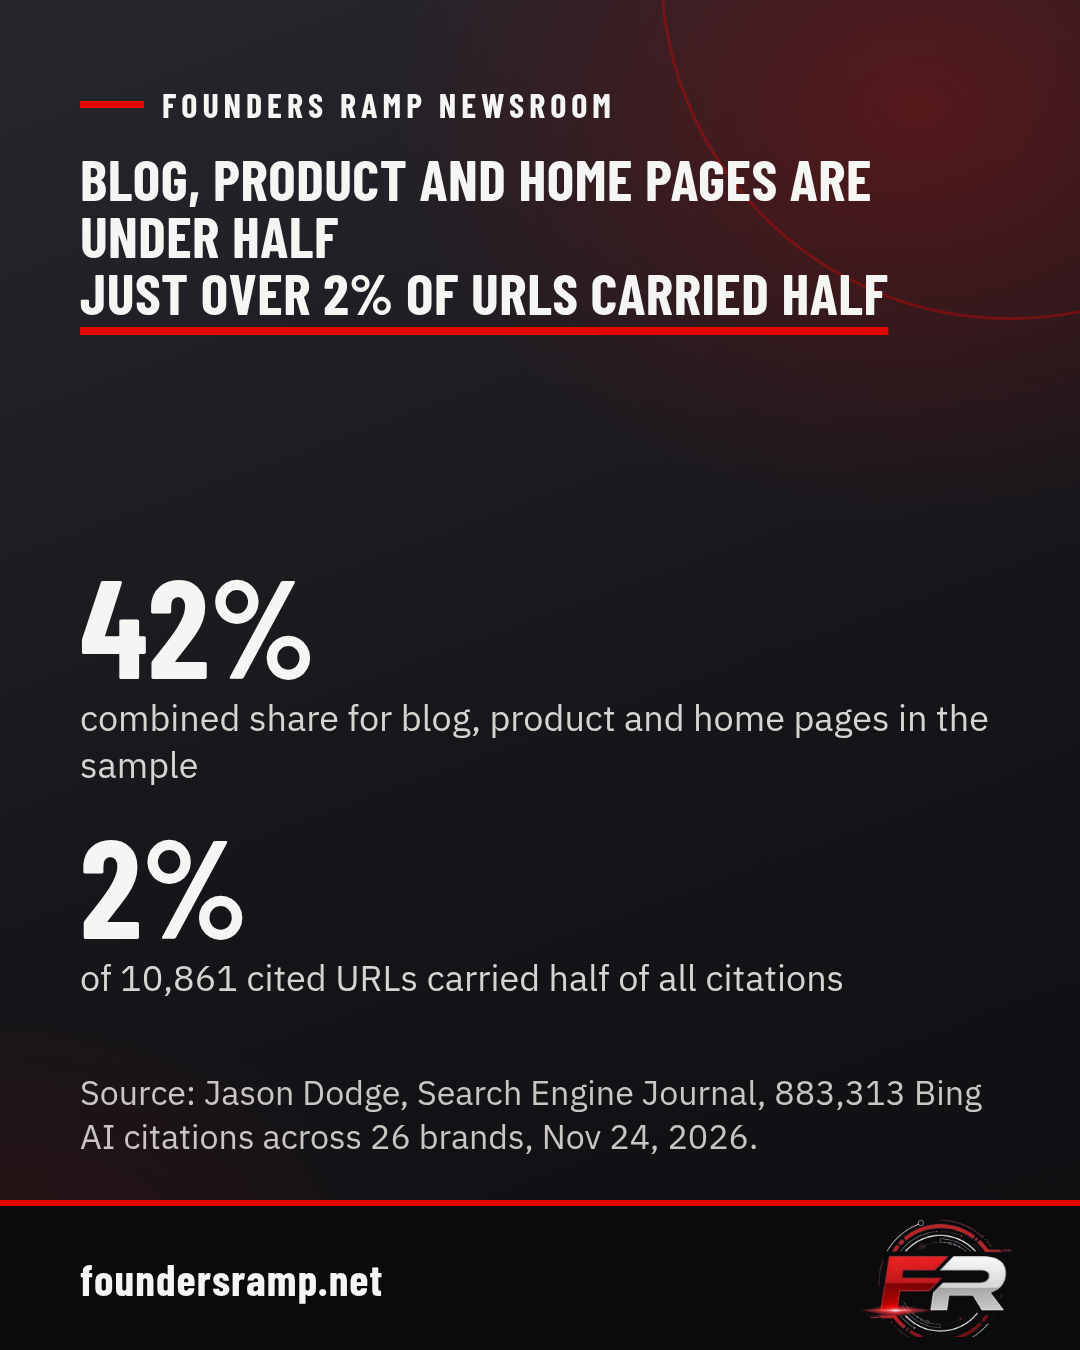 FOUNDERS RAMP NEWSROOM
BLOG, PRODUCT AND HOME PAGES ARE
UNDER HALF
JUST OVER 2% OF URLS CARRIED HALF
42%
combined share for blog, product and home pages in the
sample
2%
of 10,861 cited URLs carried half of all citations
Source: Jason Dodge, Search Engine Journal, 883,313 Bing
AI citations across 26 brands, Nov 24, 2026.
foundersramp.net
FR